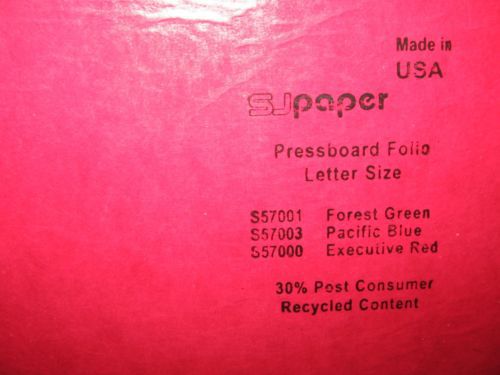 Made in
USA
SJpaper
Pressboard Folio
Letter Size
S57001 Forest Green
S57003 Pacific Blue
S57000 Executive Red
30% Post Consumer
Recycled Content